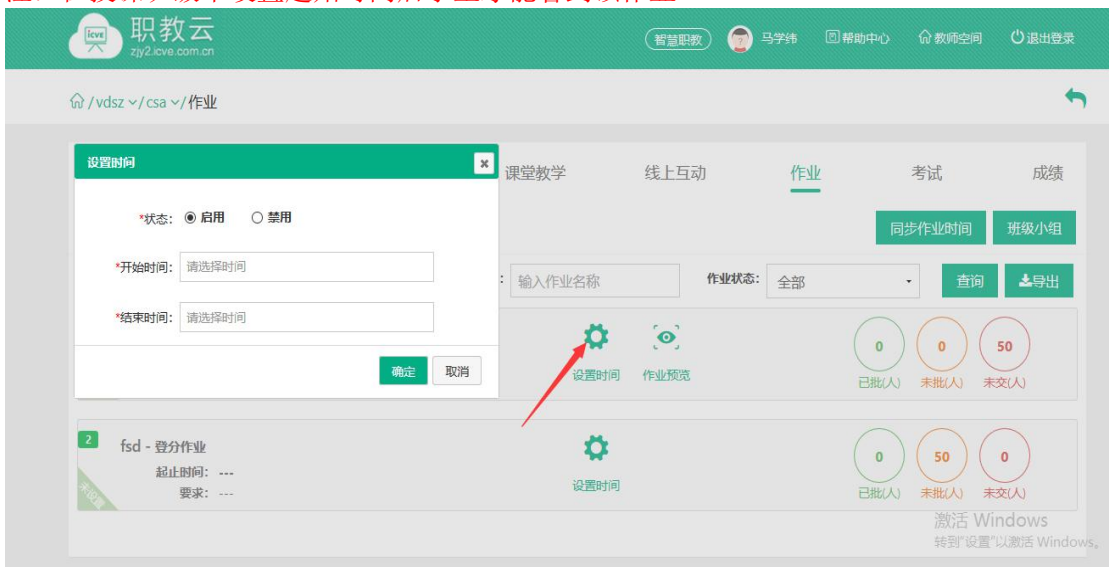 职教云
icve
zjy2.icve.com.cn
智慧职教 马学纬 帮助中心 教师空间 退出登录
/vdsz /csa /作业
设置时间
*状态: 启用 禁用
*开始时间: 请选择时间
*结束时间: 请选择时间
确定 取消
课堂教学 线上互动 作业 考试 成绩
同步作业时间 班级小组
: 输入作业名称 作业状态: 全部 查询 导出
设置时间 作业预览
0 0 50
已批(人) 未批(人) 未交(人)
2 fsd - 登分作业
起止时间: ---
要求: ---
未设置
设置时间
0 50 0
已批(人) 未批(人) 未交(人)
激活 Windows
转到"设置"以激活 Windows。